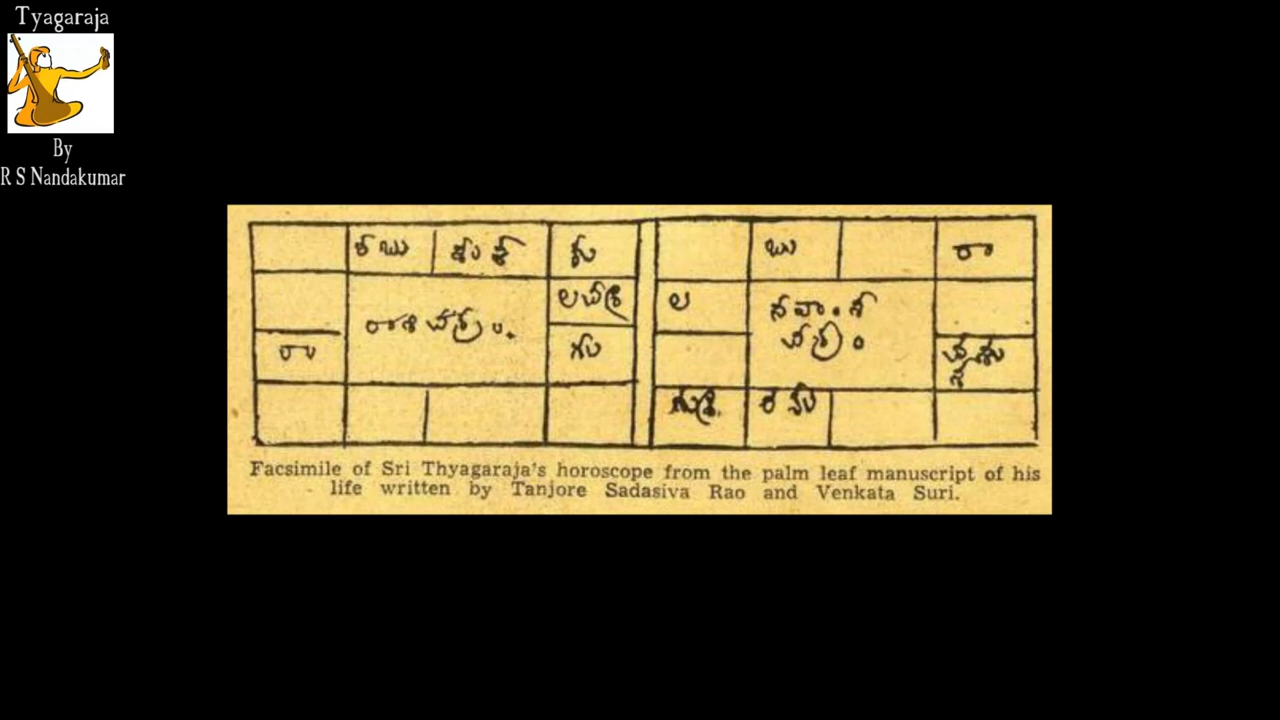 Tyagaraja
By
R S Nandakumar
ర బు
బు
రా
ల
నవాంశ
చక్రం
రాశి చక్రం.
గు
రా
Facsimile of Sri Thyagaraja's horoscope from the palm leaf manuscript of his
life written by Tanjore Sadasiva Rao and Venkata Suri.